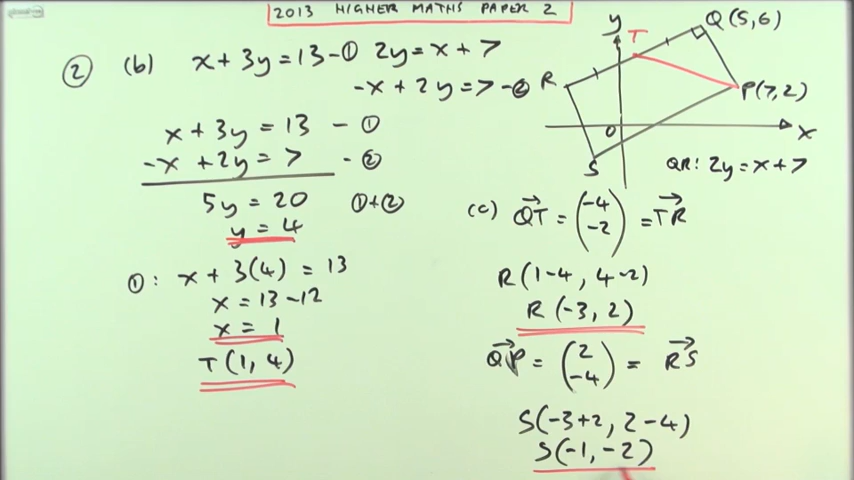 2013 HIGHER MATHS PAPER 2
② (b) x + 3y = 13 - ① 2y = x + 7
-x + 2y = 7 - ②
x + 3y = 13 - ①
-x + 2y = 7 - ②
5y = 20 ① + ②
y = 4
①: x + 3(4) = 13
x = 13 - 12
x = 1
T(1, 4)
y
T
Q(5,6)
R
P(7,2)
O
x
S
QR: 2y = x + 7
(c) →QT = (-4 -2) = →TR
R(1-4, 4-2)
R(-3, 2)
→QP = (2 -4) = →RS
S(-3+2, 2-4)
S(-1, -2)